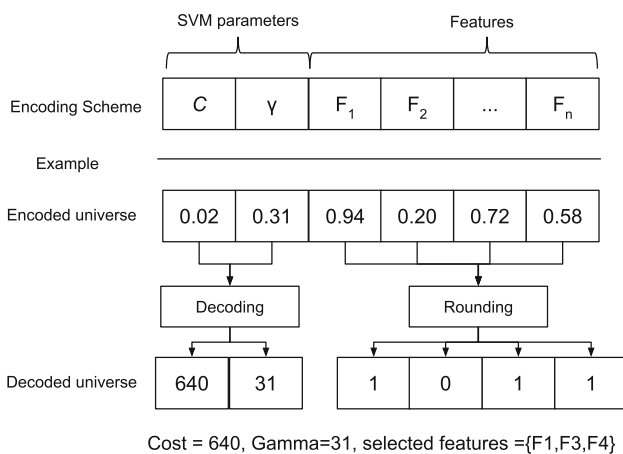 SVM parameters Features
Encoding Scheme C γ F1 F2 ... Fn
Example
Encoded universe 0.02 0.31 0.94 0.20 0.72 0.58
Decoding Rounding
Decoded universe 640 31 1 0 1 1
Cost = 640, Gamma=31, selected features ={F1,F3,F4}